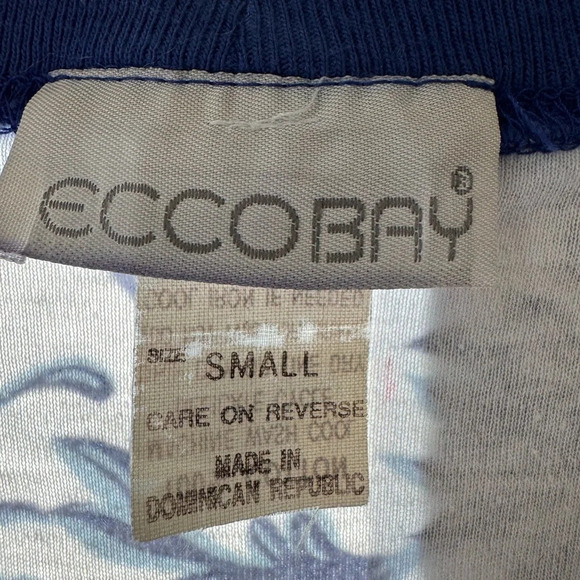 ECCOBAY®
SIZE SMALL
CARE ON REVERSE
MADE IN
DOMINICAN REPUBLIC